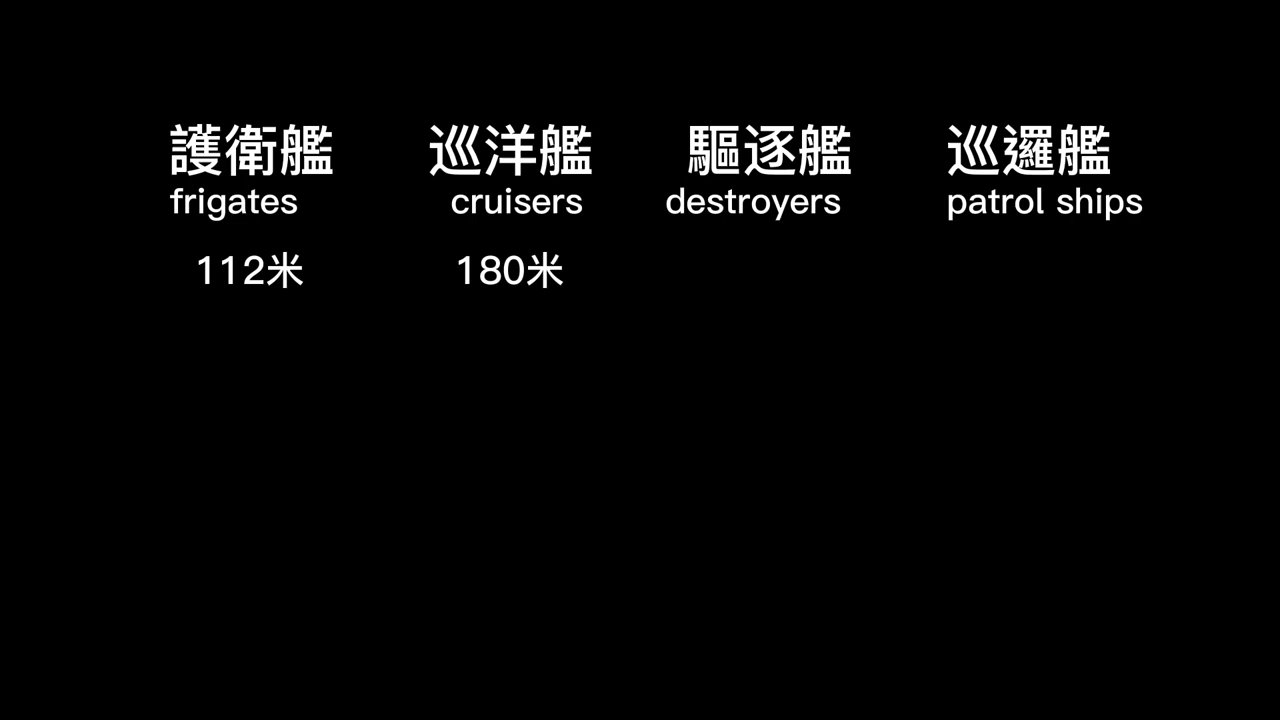 護衛艦 巡洋艦 驅逐艦 巡邏艦
frigates cruisers destroyers patrol ships
112米 180米